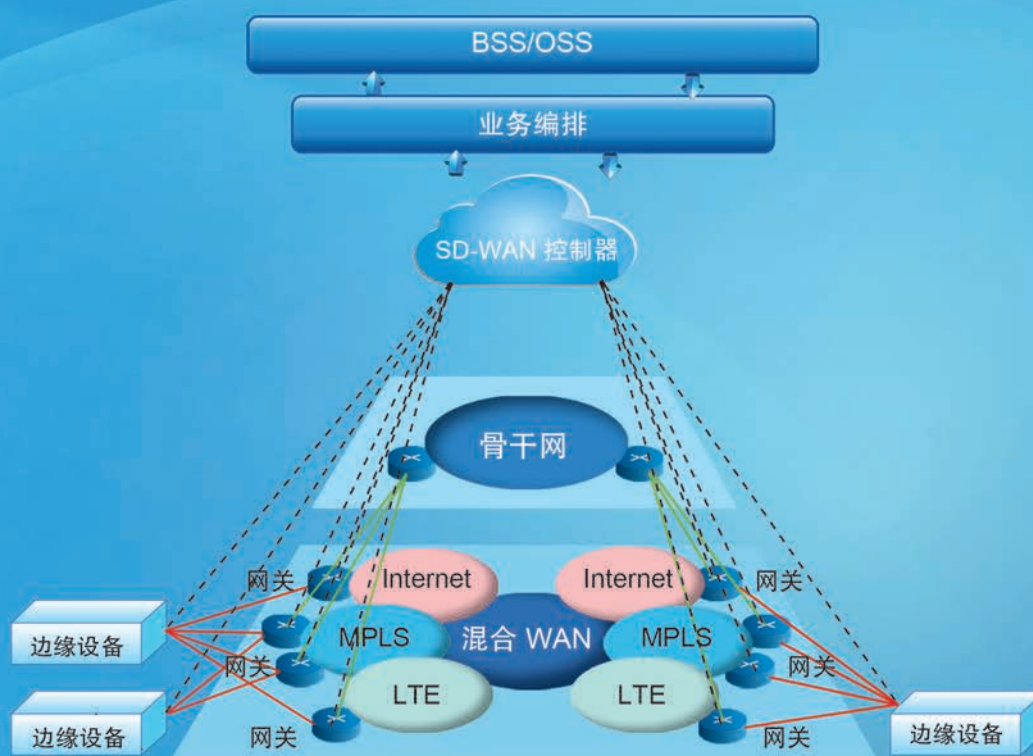 BSS/OSS
业务编排
SD-WAN 控制器
骨干网
网关
Internet
Internet
网关
边缘设备
MPLS
混合 WAN
MPLS
网关
网关
LTE
LTE
边缘设备
网关
网关
边缘设备